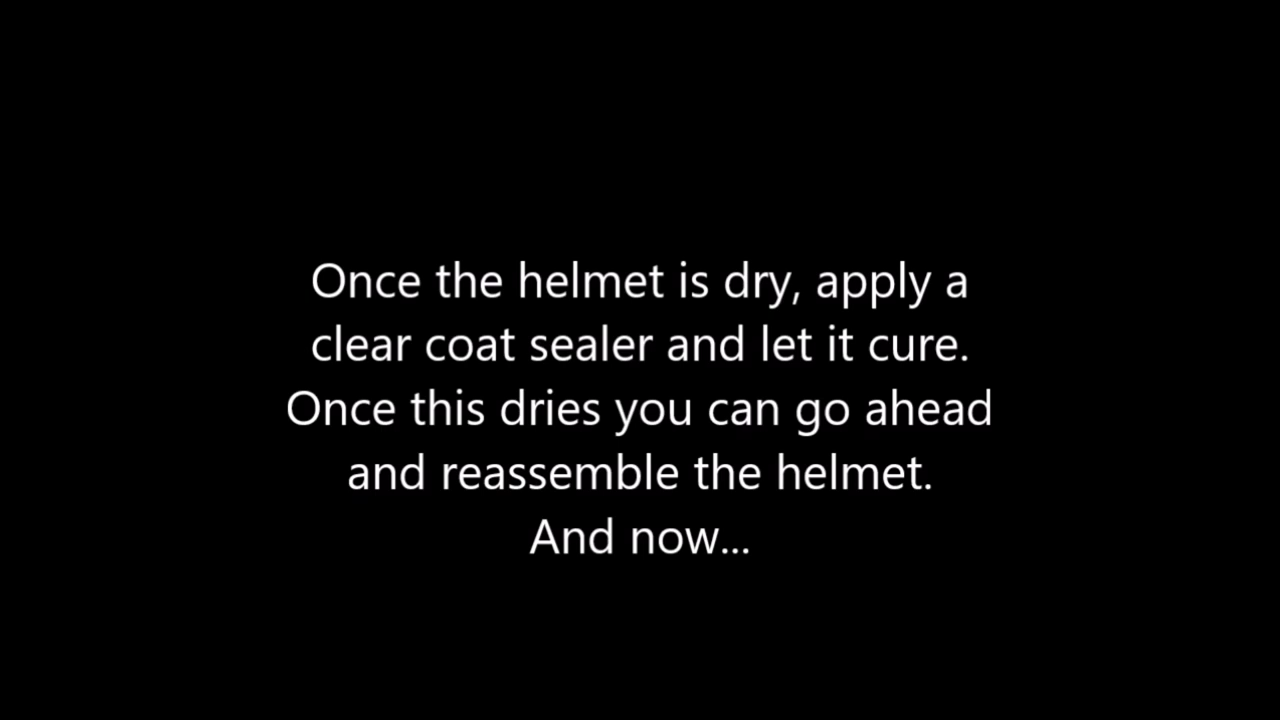 Once the helmet is dry, apply a
clear coat sealer and let it cure.
Once this dries you can go ahead
and reassemble the helmet.
And now...